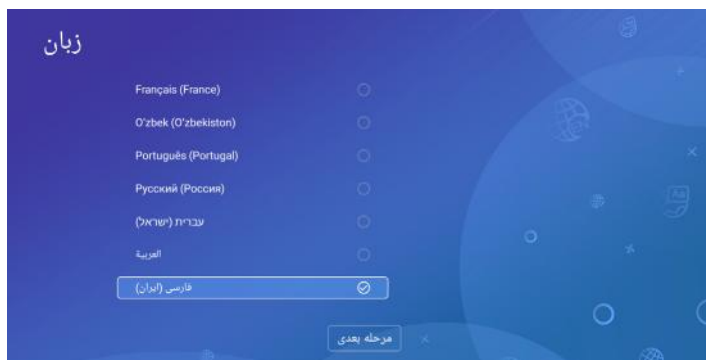 زبان
Français (France)
O'zbek (O'zbekiston)
Português (Portugal)
Русский (Россия)
עברית (ישראל)
العربية
فارسی (ایران)
مرحله بعدی